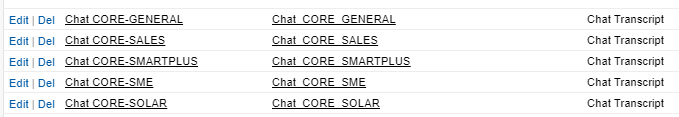 Edit | Del Chat CORE-GENERAL Chat_CORE_GENERAL Chat Transcript
Edit | Del Chat CORE-SALES Chat_CORE_SALES Chat Transcript
Edit | Del Chat CORE-SMARTPLUS Chat_CORE_SMARTPLUS Chat Transcript
Edit | Del Chat CORE-SME Chat_CORE_SME Chat Transcript
Edit | Del Chat CORE-SOLAR Chat_CORE_SOLAR Chat Transcript